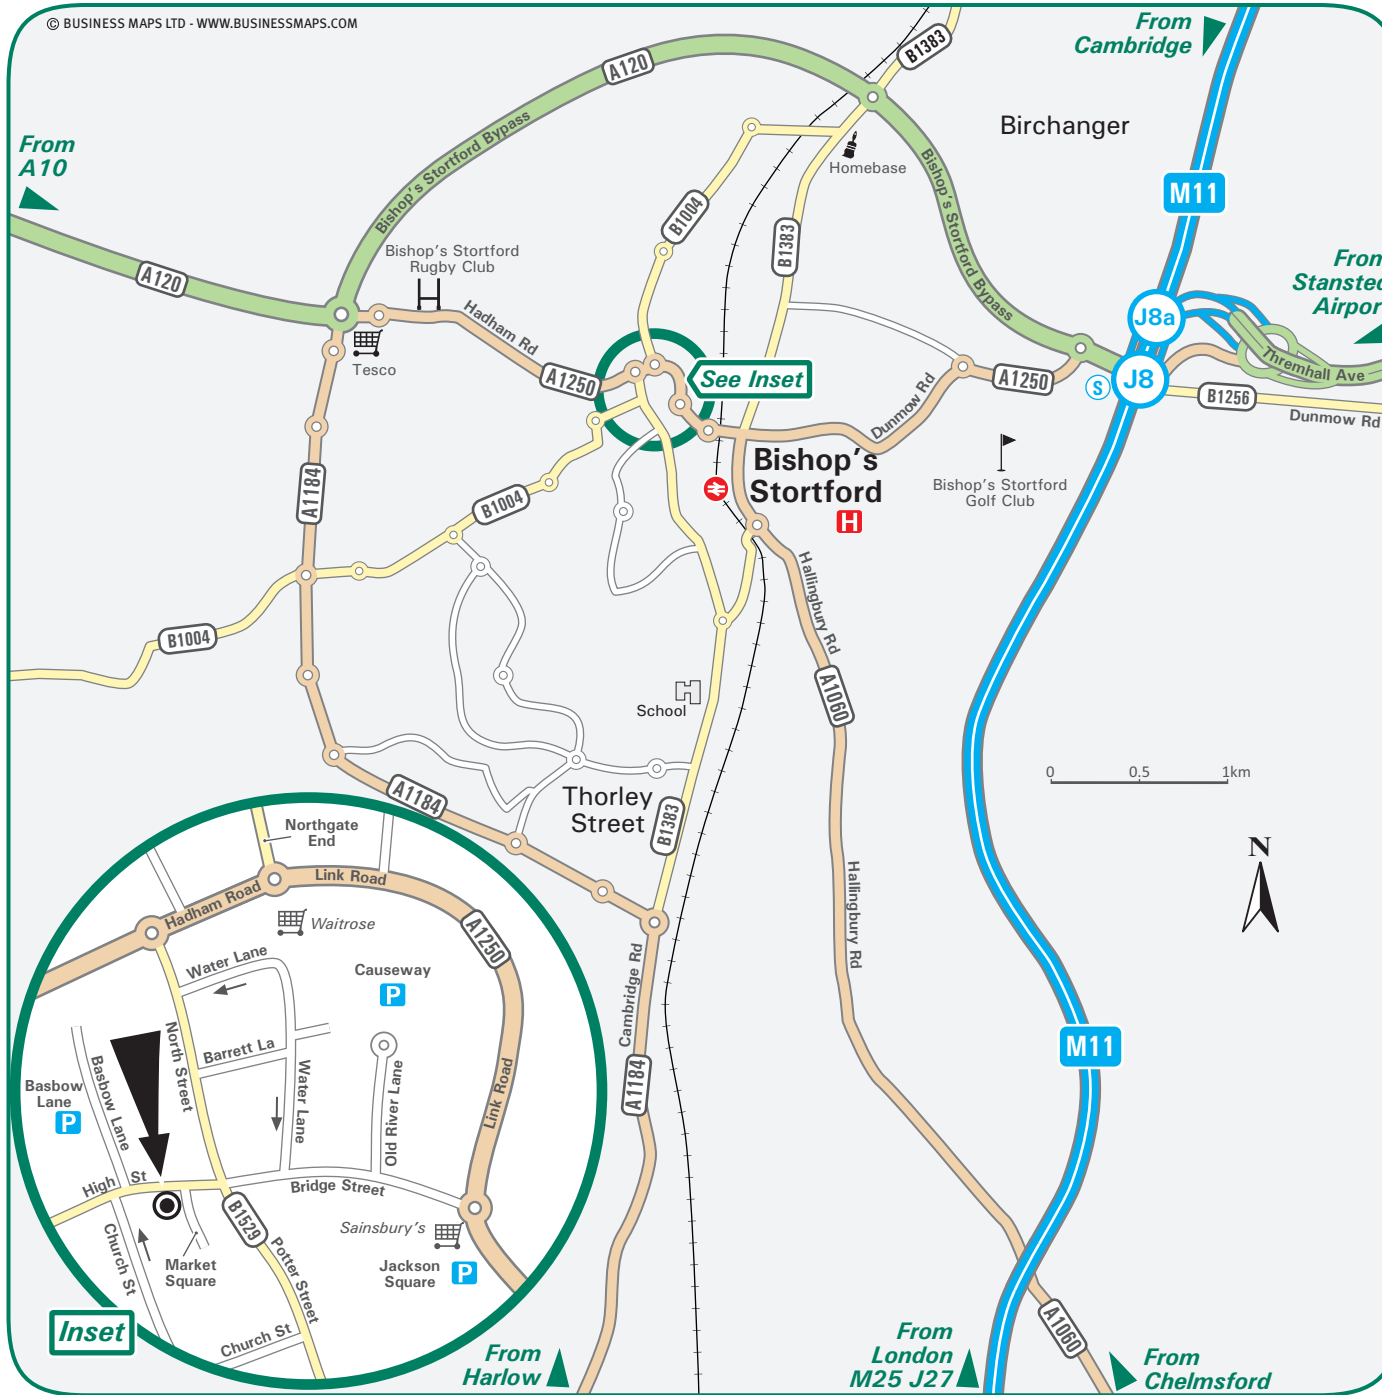 © BUSINESS MAPS LTD - WWW.BUSINESSMAPS.COM
From
Cambridge
B1383
A120
Birchanger
From
A10
Bishop's Stortford Bypass
Homebase
Bishop's Stortford Bypass
M11
B1004
B1383
Bishop's Stortford
Rugby Club
A120
From
Stansted
Airport
J8a
Hadham Rd
Tesco
A1250
See Inset
Dunmow Rd
A1250
S
J8
Thremhall Ave
B1256
Dunmow Rd
Bishop's
Stortford
H
Bishop's Stortford
Golf Club
A1184
B1004
Hallingbury Rd
B1004
A1060
School
0 0.5 1km
A1184
Thorley
Street
B1383
N
Hallingbury Rd
Cambridge Rd
A1184
M11
Northgate
End
Link Road
Hadham Road
Waitrose
A1250
Water Lane
Causeway
P
North Street
Barrett La
Water Lane
Old River Lane
Link Road
Basbow
Lane
P
Basbow Lane
High St
Bridge Street
B1529
Sainsbury's
Church St
Market
Square
Potter Street
Jackson
Square
P
Church St
Inset
From
Harlow
From
London
M25 J27
A1060
From
Chelmsford